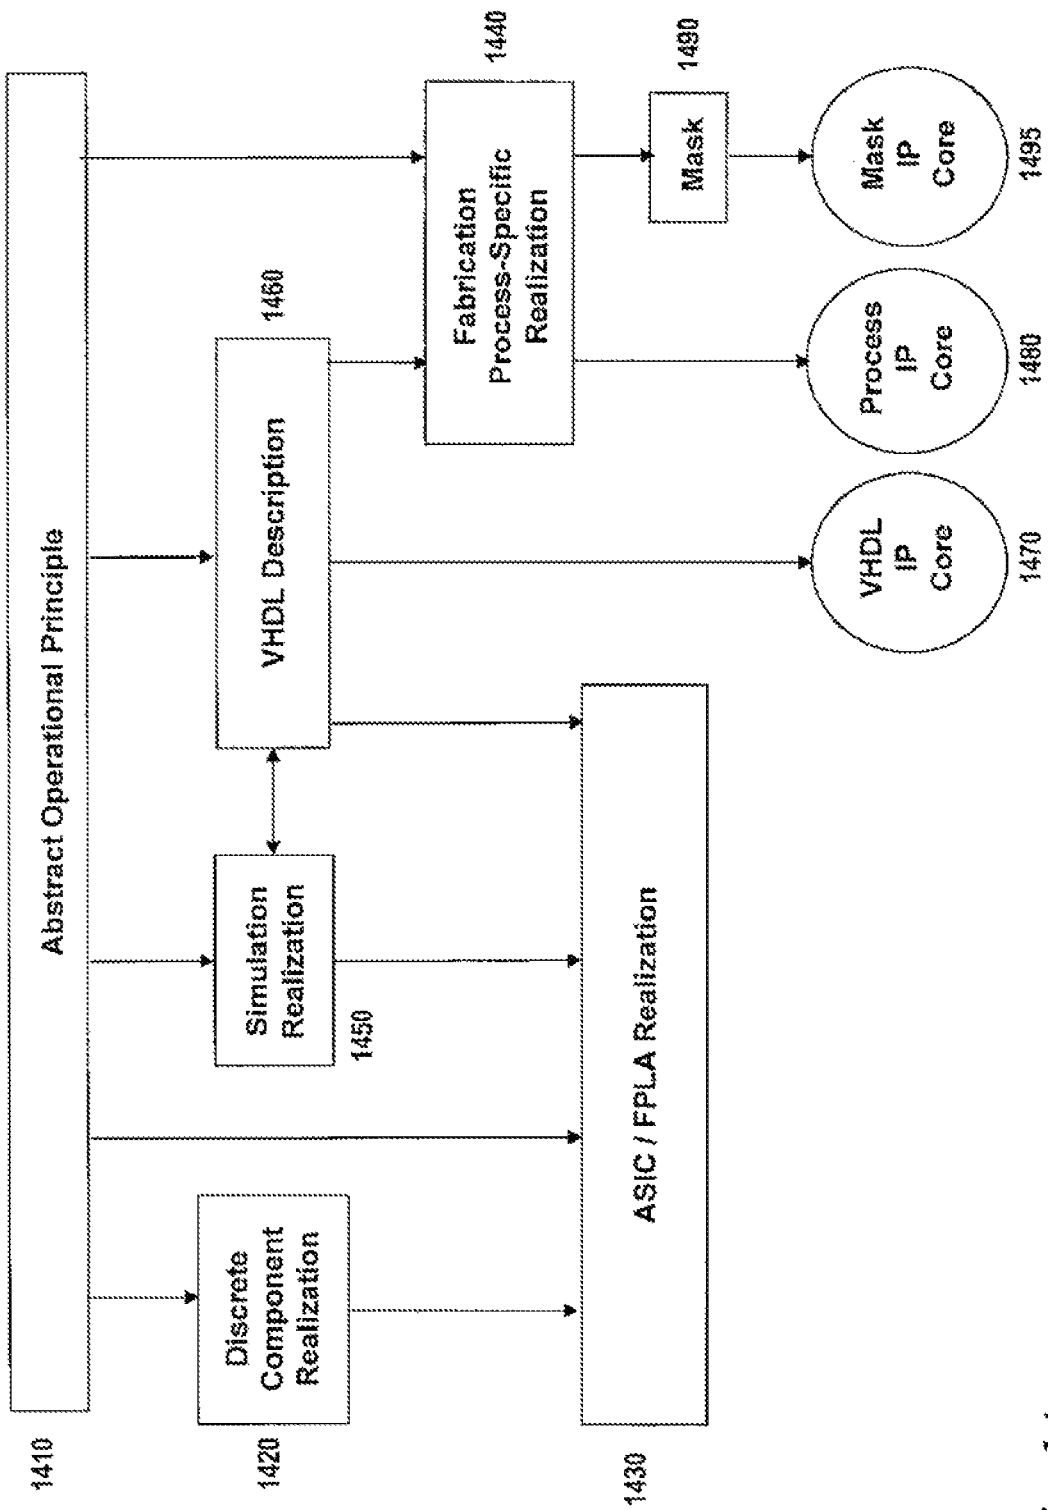 1410
Abstract Operational Principle
1420
Discrete
Component
Realization
Simulation
Realization
1450
VHDL Description
1460
Fabrication
Process-Specific
Realization
1440
1430
ASIC / FPLA Realization
Mask
1490
VHDL
IP
Core
1470
Process
IP
Core
1480
Mask
IP
Core
1495